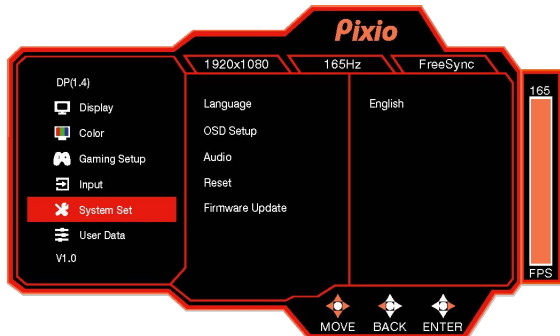 Pixio
1920x1080 165Hz FreeSync
DP(1.4)
Display
Color
Gaming Setup
Input
System Set
User Data
V1.0
Language English
OSD Setup
Audio
Reset
Firmware Update
165
FPS
MOVE BACK ENTER